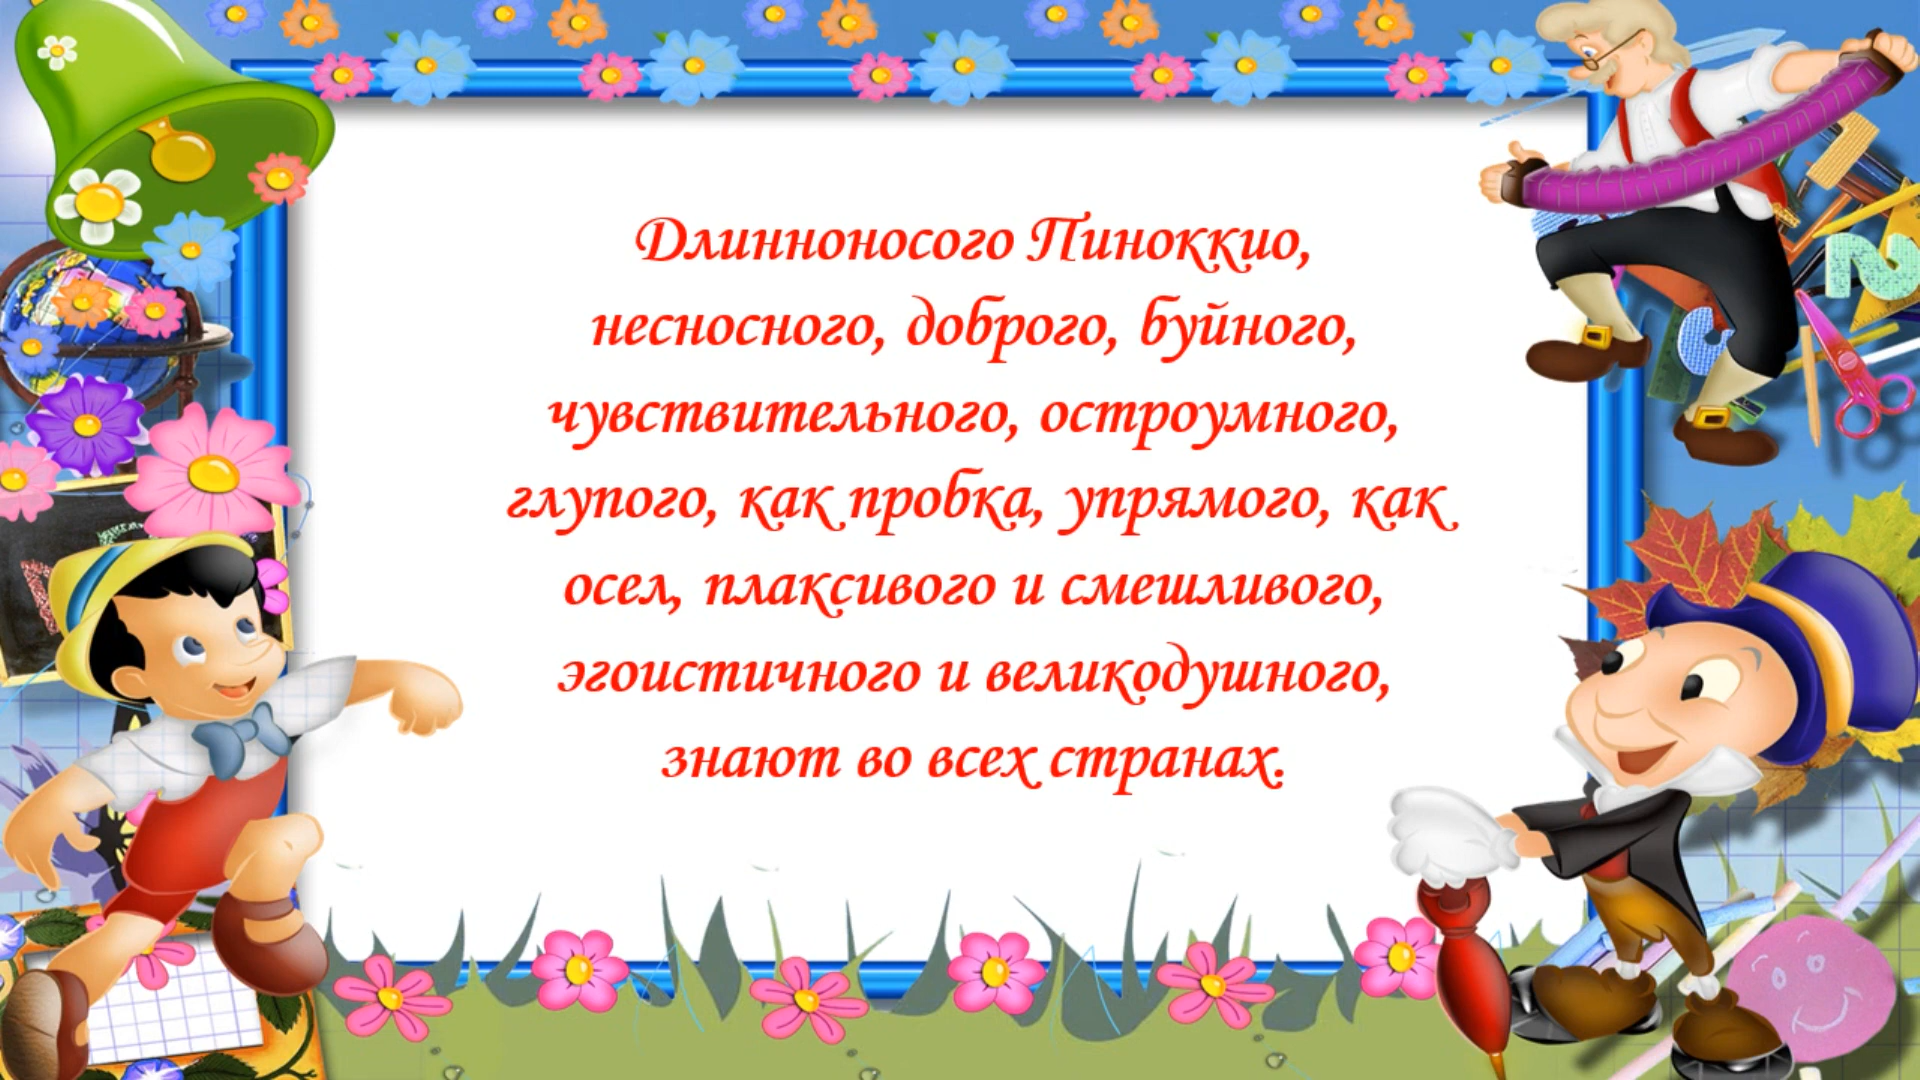 Длинноносого Пиноккио,
несносного, доброго, буйного,
чувствительного, остроумного,
глупого, как пробка, упрямого, как
осел, плаксивого и смешливого,
эгоистичного и великодушного,
знают во всех странах.